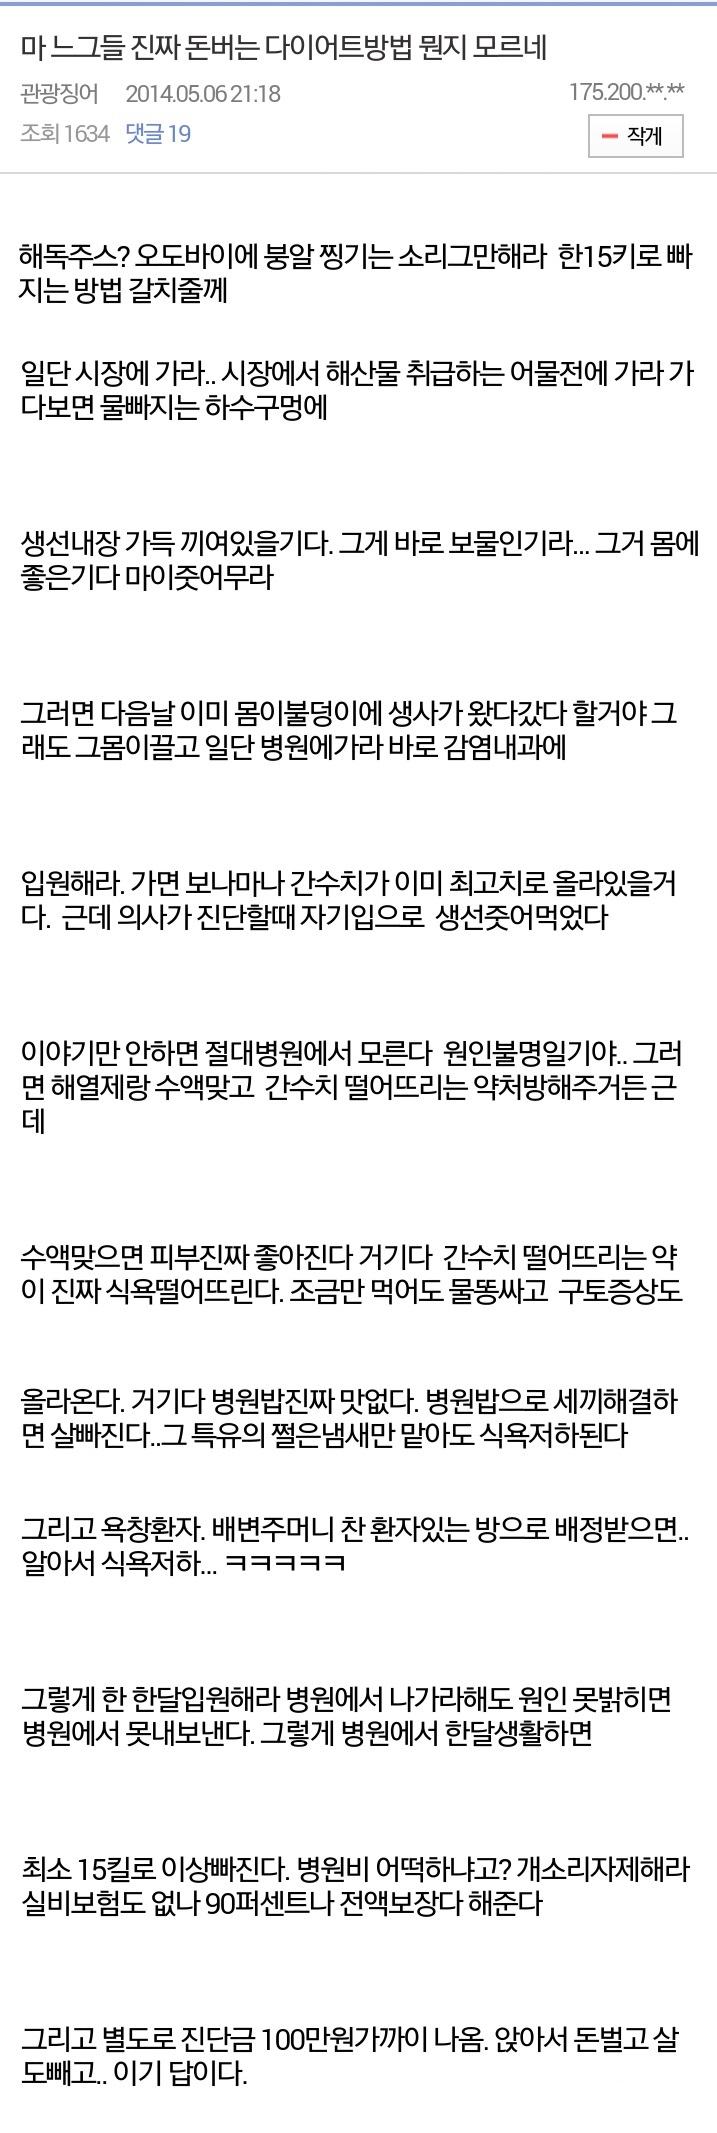 마 느그들 진짜 돈버는 다이어트방법 뭔지 모르네
관광징어 2014.05.06 21:18 175.200.**.**
조회 1634 댓글 19
작게
해독주스? 오도바이에 붕알 찡기는 소리그만해라 한15키로 빠
지는 방법 갈치줄께
일단 시장에 가라.. 시장에서 해산물 취급하는 어물전에 가라 가
다보면 물빠지는 하수구멍에
생선내장 가득 끼여있을기다. 그게 바로 보물인기라... 그거 몸에
좋은기다 마이줏어무라
그러면 다음날 이미 몸이불덩이에 생사가 왔다갔다 할거야 그
래도 그몸이끌고 일단 병원에가라 바로 감염내과에
입원해라. 가면 보나마나 간수치가 이미 최고치로 올라있을거
다. 근데 의사가 진단할때 자기입으로 생선줏어먹었다
이야기만 안하면 절대병원에서 모른다 원인불명일기야.. 그러
면 해열제랑 수액맞고 간수치 떨어뜨리는 약처방해주거든 근
데
수액맞으면 피부진짜 좋아진다 거기다 간수치 떨어뜨리는 약
이 진짜 식욕떨어뜨린다. 조금만 먹어도 물똥싸고 구토증상도
올라온다. 거기다 병원밥진짜 맛없다. 병원밥으로 세끼해결하
면 살빠진다..그 특유의 쩔은냄새만 맡아도 식욕저하된다
그리고 욕창환자. 배변주머니 찬 환자있는 방으로 배정받으면..
알아서 식욕저하... ㅋㅋㅋㅋㅋ
그렇게 한 한달입원해라 병원에서 나가라해도 원인 못밝히면
병원에서 못내보낸다. 그렇게 병원에서 한달생활하면
최소 15킬로 이상빠진다. 병원비 어떡하냐고? 개소리자제해라
실비보험도 없나 90퍼센트나 전액보장다 해준다
그리고 별도로 진단금 100만원가까이 나옴. 앉아서 돈벌고 살
도빼고.. 이기 답이다.